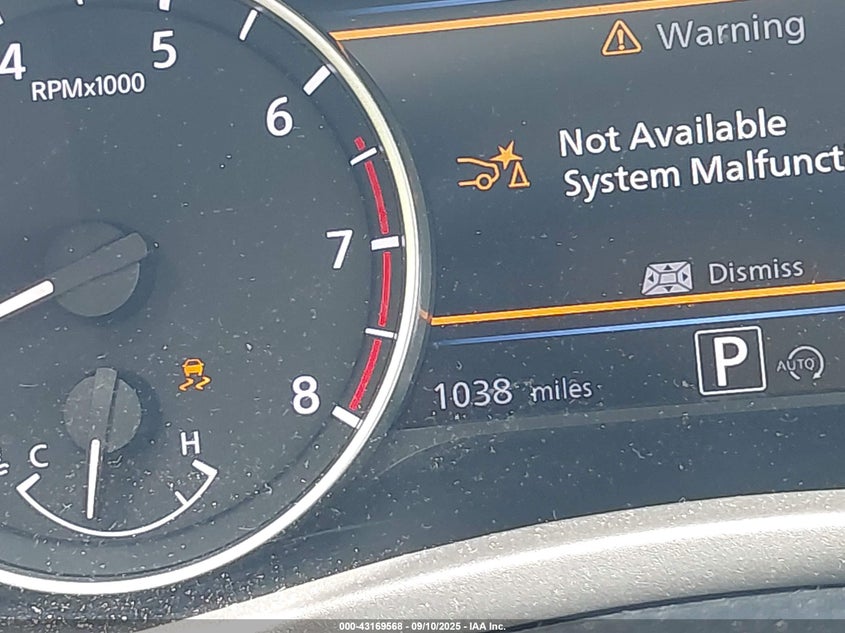 4
5
RPMx1000
6
7
8
C
H
Warning
Not Available
System Malfunct
Dismiss
P
AUTO
1038 miles
000-43169568 - 09/10/2025 - IAA Inc.